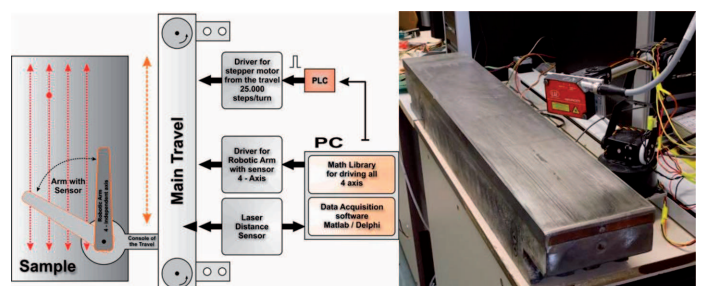 Driver for
stepper motor
from the travel
25.000
steps/turn
PLC
Main Travel
PC
Driver for
Robotic Arm
with sensor
4 - Axis
Math Library
for driving all
4 axis
Arm with
Sensor
Robotic Arm
4 - independent axis
Laser
Distance
Sensor
Data Acquisition
software
Matlab / Delphi
Console of
the Travel
Sample